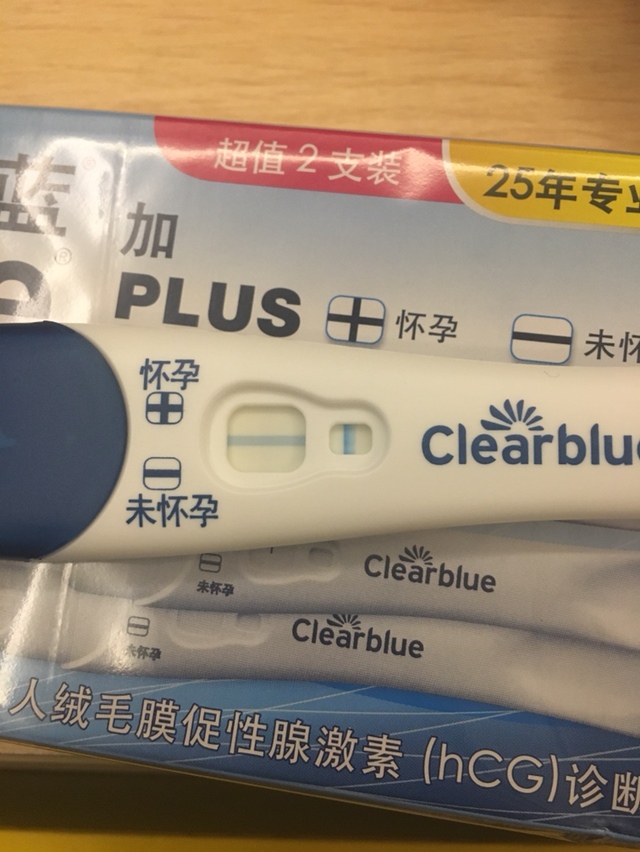 超值2支装
25年专业
蓝
加
PLUS
怀孕
未怀
怀孕
Clearblue
未怀孕
Clearblue
未怀孕
Clearblue
未怀孕
人绒毛膜促性腺激素 (hCG)诊断